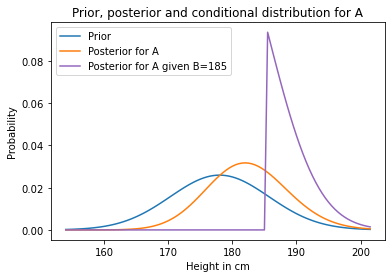 Prior, posterior and conditional distribution for A
Prior
Posterior for A
Posterior for A given B=185
0.08
0.06
0.04
0.02
0.00
Probability
160
170
180
190
200
Height in cm